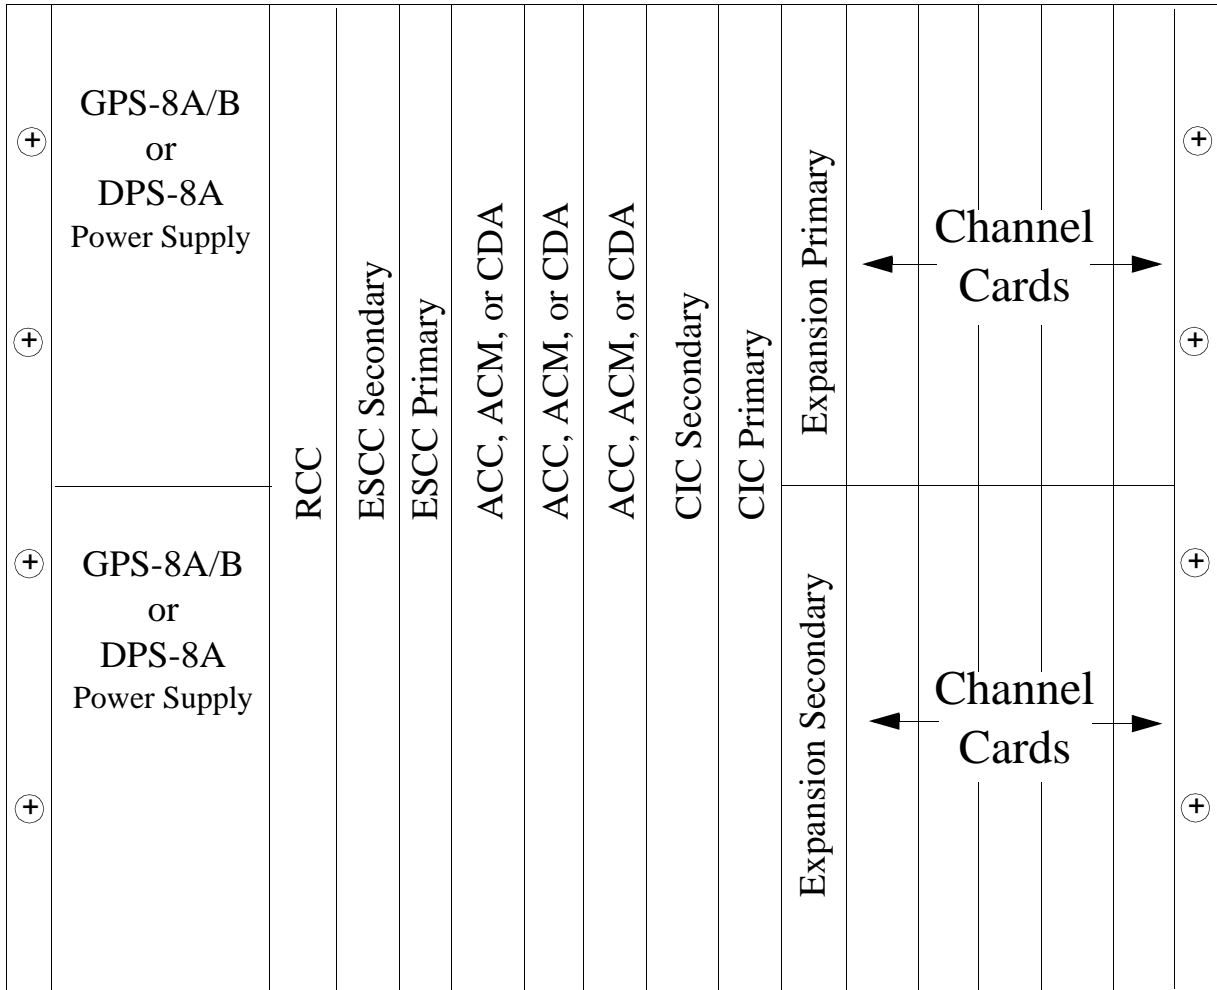 GPS-8A/B
or
DPS-8A
Power Supply
GPS-8A/B
or
DPS-8A
Power Supply
RCC
ESCC Secondary
ESCC Primary
ACC, ACM, or CDA
ACC, ACM, or CDA
ACC, ACM, or CDA
CIC Secondary
CIC Primary
Expansion Primary
Expansion Secondary
Channel
Cards
Channel
Cards